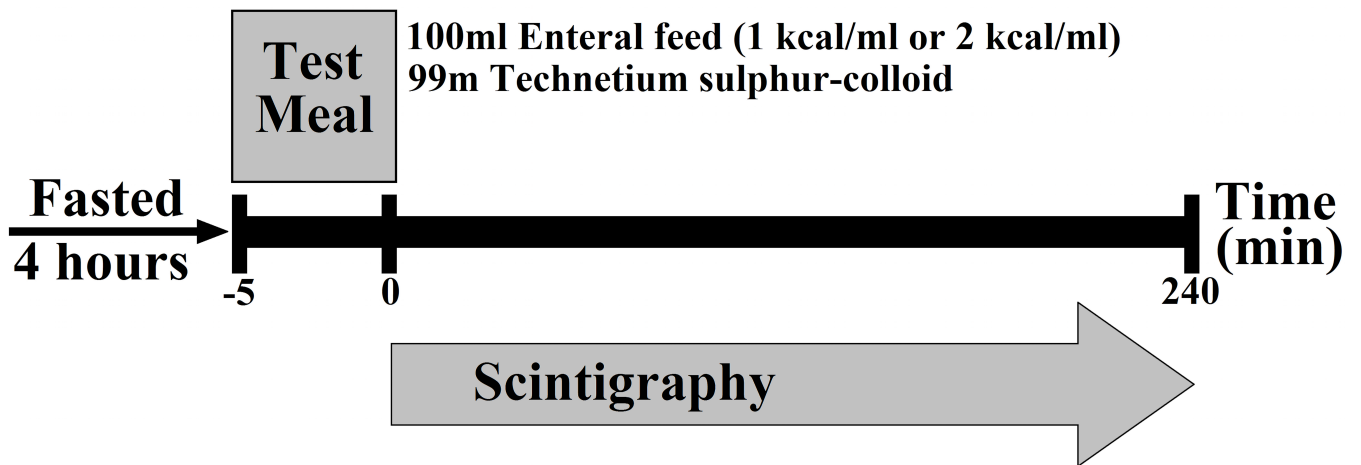 Test
Meal
100ml Enteral feed (1 kcal/ml or 2 kcal/ml)
99m Technetium sulphur-colloid
Fasted
4 hours
-5
0
240
Time
(min)
Scintigraphy